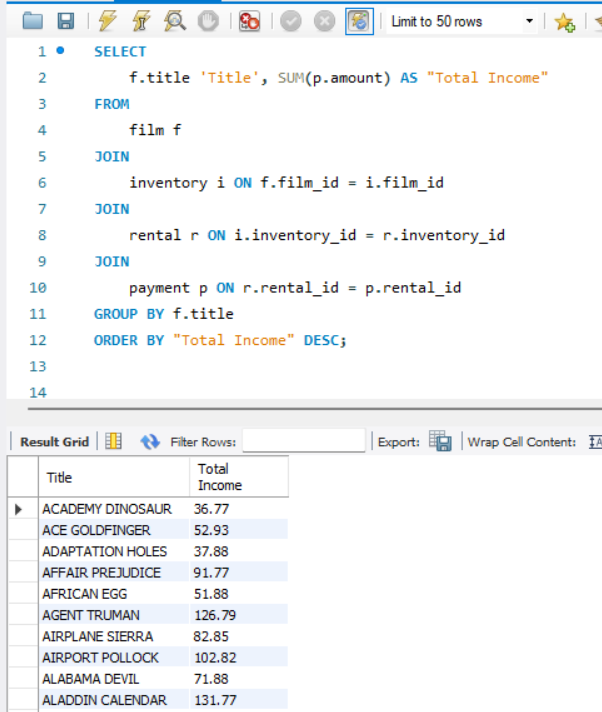 Limit to 50 rows
1 SELECT
2 f.title 'Title', SUM(p.amount) AS "Total Income"
3 FROM
4 film f
5 JOIN
6 inventory i ON f.film_id = i.film_id
7 JOIN
8 rental r ON i.inventory_id = r.inventory_id
9 JOIN
10 payment p ON r.rental_id = p.rental_id
11 GROUP BY f.title
12 ORDER BY "Total Income" DESC;
13
14
Result Grid Filter Rows: Export: Wrap Cell Content:
Title Total
Income
ACADEMY DINOSAUR 36.77
ACE GOLDFINGER 52.93
ADAPTATION HOLES 37.88
AFFAIR PREJUDICE 91.77
AFRICAN EGG 51.88
AGENT TRUMAN 126.79
AIRPLANE SIERRA 82.85
AIRPORT POLLOCK 102.82
ALABAMA DEVIL 71.88
ALADDIN CALENDAR 131.77